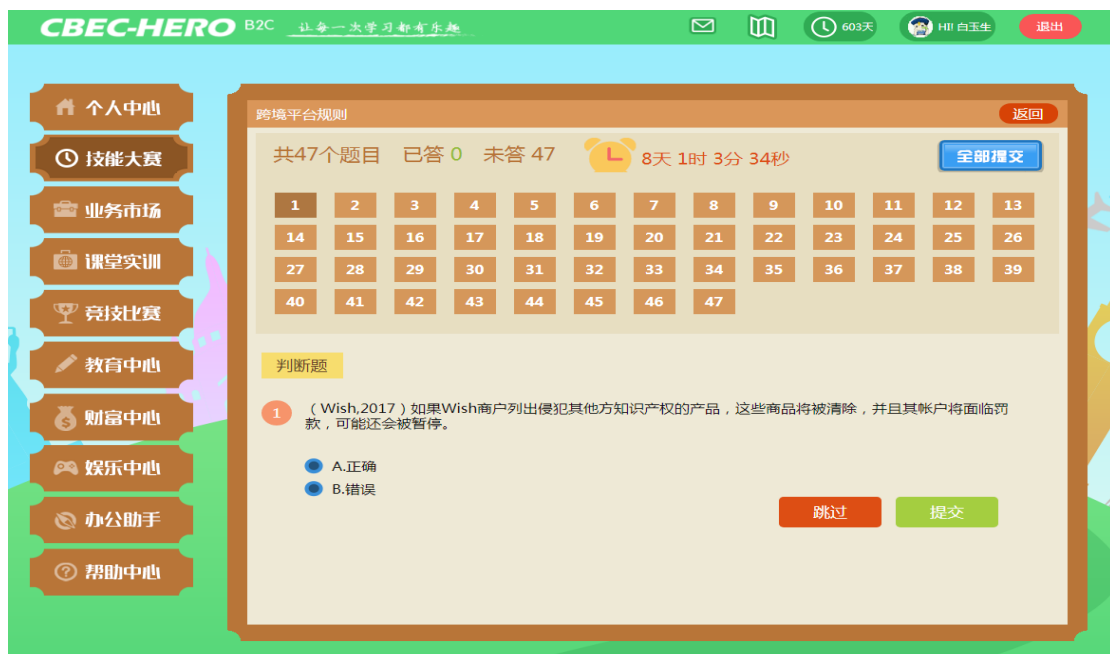 CBEC-HERO B2C 让每一次学习都有乐趣 603天 HI! 白玉生 退出
个人中心
技能大赛
业务市场
课堂实训
竞技比赛
教育中心
财富中心
娱乐中心
办公助手
帮助中心
跨境平台规则 返回
共47个题目 已答 0 未答 47 8天 1时 3分 34秒 全部提交
1 2 3 4 5 6 7 8 9 10 11 12 13
14 15 16 17 18 19 20 21 22 23 24 25 26
27 28 29 30 31 32 33 34 35 36 37 38 39
40 41 42 43 44 45 46 47
判断题
1 （Wish,2017）如果Wish商户列出侵犯其他方知识产权的产品，这些商品将被清除，并且其帐户将面临罚
款，可能还会被暂停。
A.正确
B.错误
跳过 提交